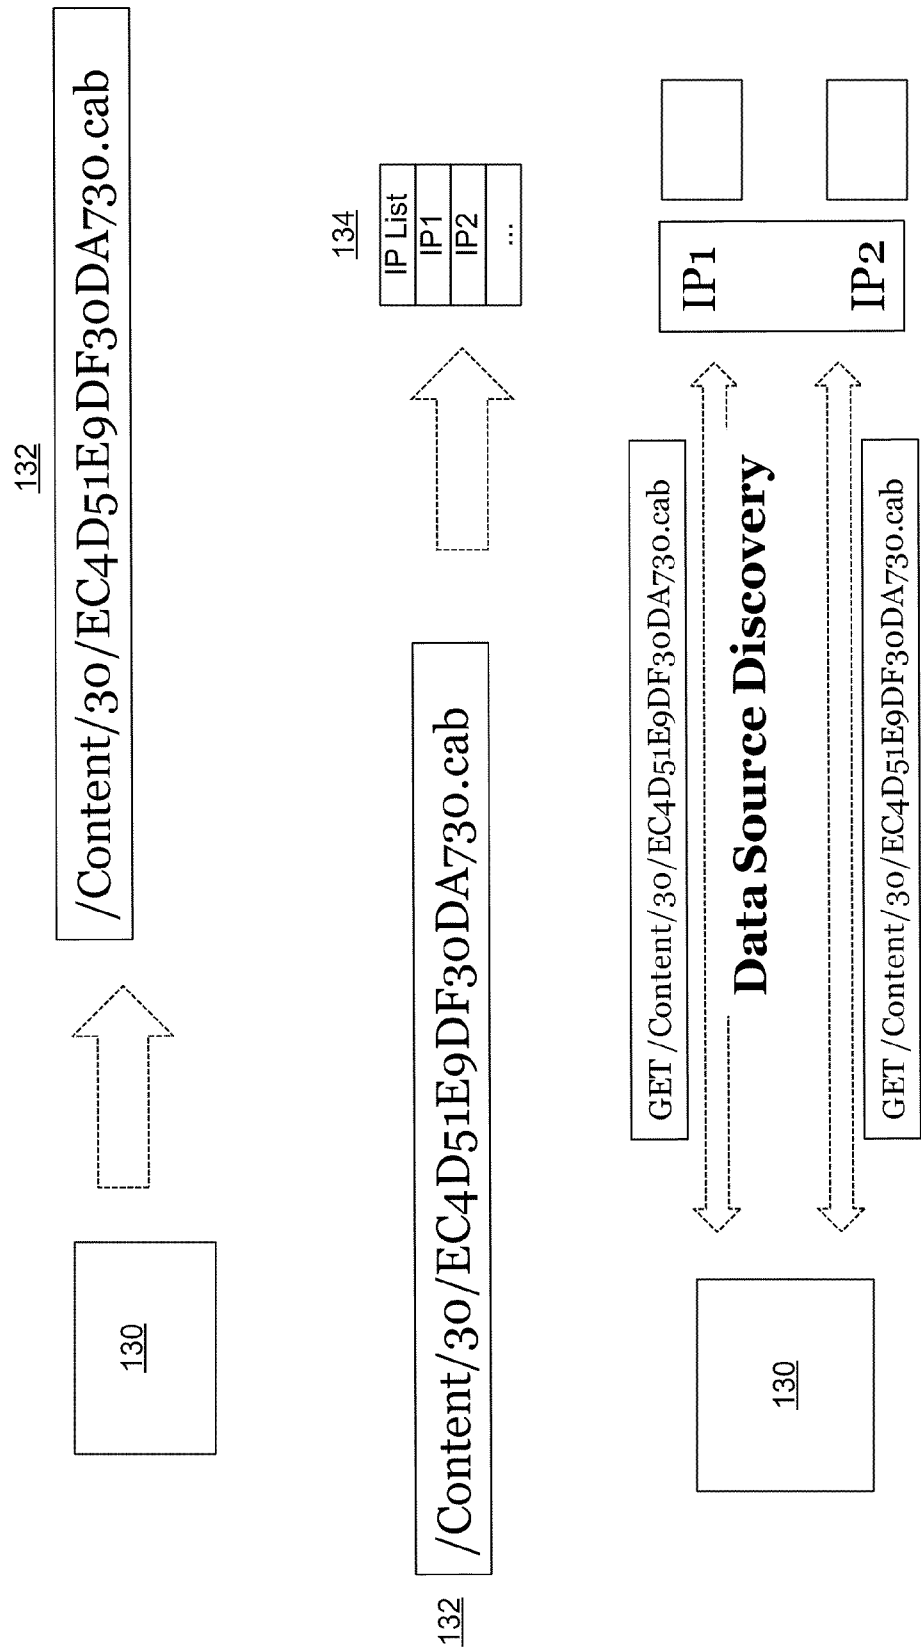 132
130
/Content/30/EC4D51E9DF30DA730.cab
134
132
/Content/30/EC4D51E9DF30DA730.cab
IP List
IP1
IP2
...
GET /Content/30/EC4D51E9DF30DA730.cab
IP1
130
Data Source Discovery
IP2
GET /Content/30/EC4D51E9DF30DA730.cab